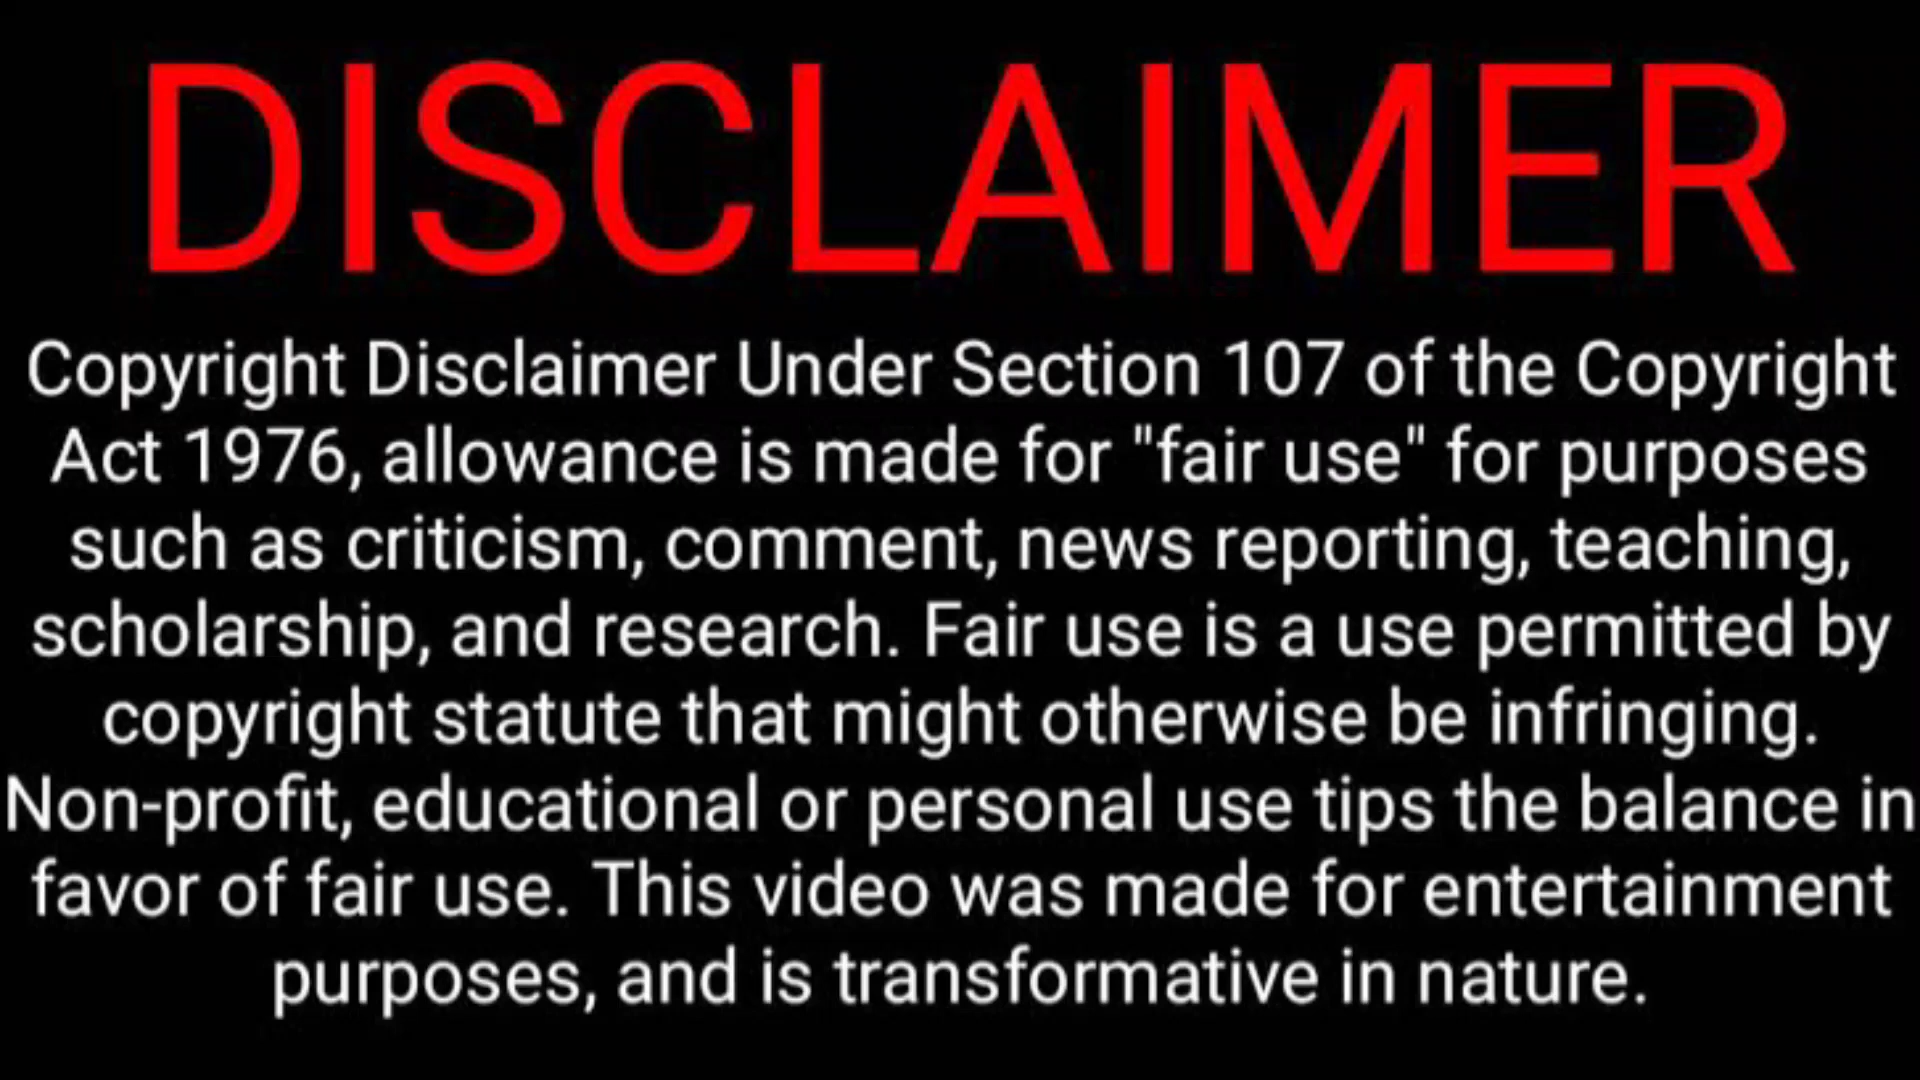 DISCLAIMER
Copyright Disclaimer Under Section 107 of the Copyright
Act 1976, allowance is made for "fair use" for purposes
such as criticism, comment, news reporting, teaching,
scholarship, and research. Fair use is a use permitted by
copyright statute that might otherwise be infringing.
Non-profit, educational or personal use tips the balance in
favor of fair use. This video was made for entertainment
purposes, and is transformative in nature.